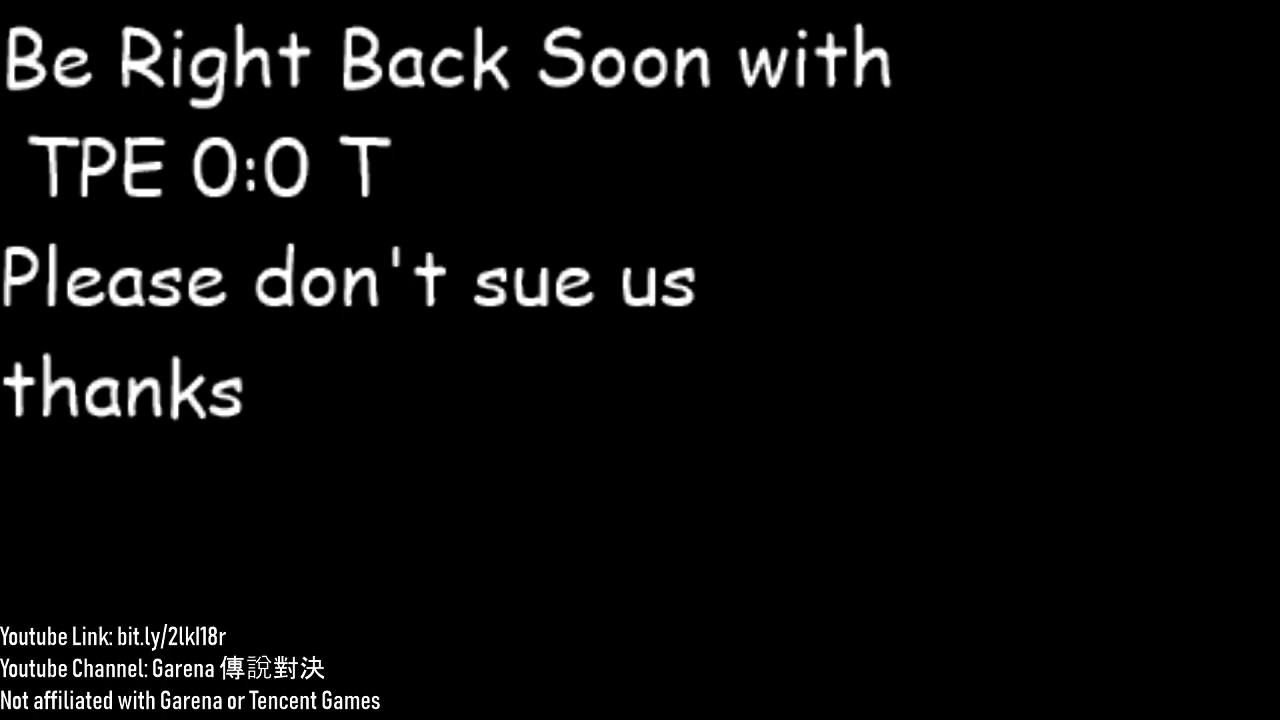 Be Right Back Soon with
TPE 0:0 T
Please don't sue us
thanks
Youtube Link: bit.ly/2lkI18r
Youtube Channel: Garena 傳說對決
Not affiliated with Garena or Tencent Games